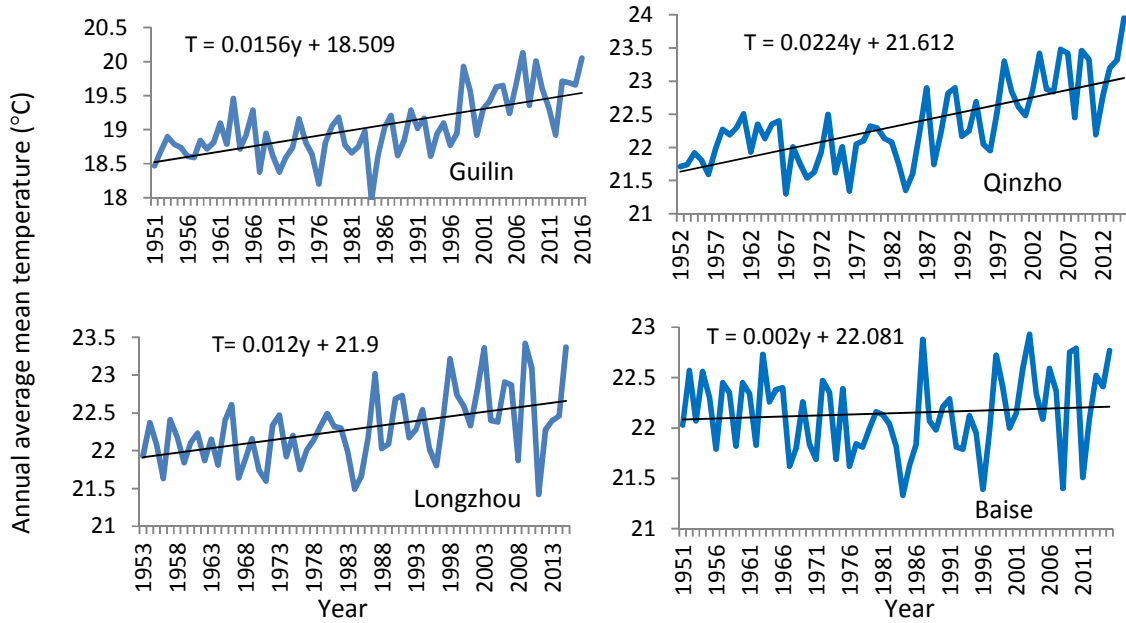 Annual average mean temperature (°C)
T = 0.0156y + 18.509
20.5
20
19.5
19
18.5
18
Guilin
1951 1956 1961 1966 1971 1976 1981 1986 1991 1996 2001 2006 2011 2016
T = 0.0224y + 21.612
24
23.5
23
22.5
22
21.5
21
Qinzho
1952 1957 1962 1967 1972 1977 1982 1987 1992 1997 2002 2007 2012
T= 0.012y + 21.9
23.5
23
22.5
22
21.5
21
Longzhou
1953 1958 1963 1968 1973 1978 1983 1988 1993 1998 2003 2008 2013
Year
T = 0.002y + 22.081
23
22.5
22
21.5
21
Baise
1951 1956 1961 1966 1971 1976 1981 1986 1991 1996 2001 2006 2011
Year